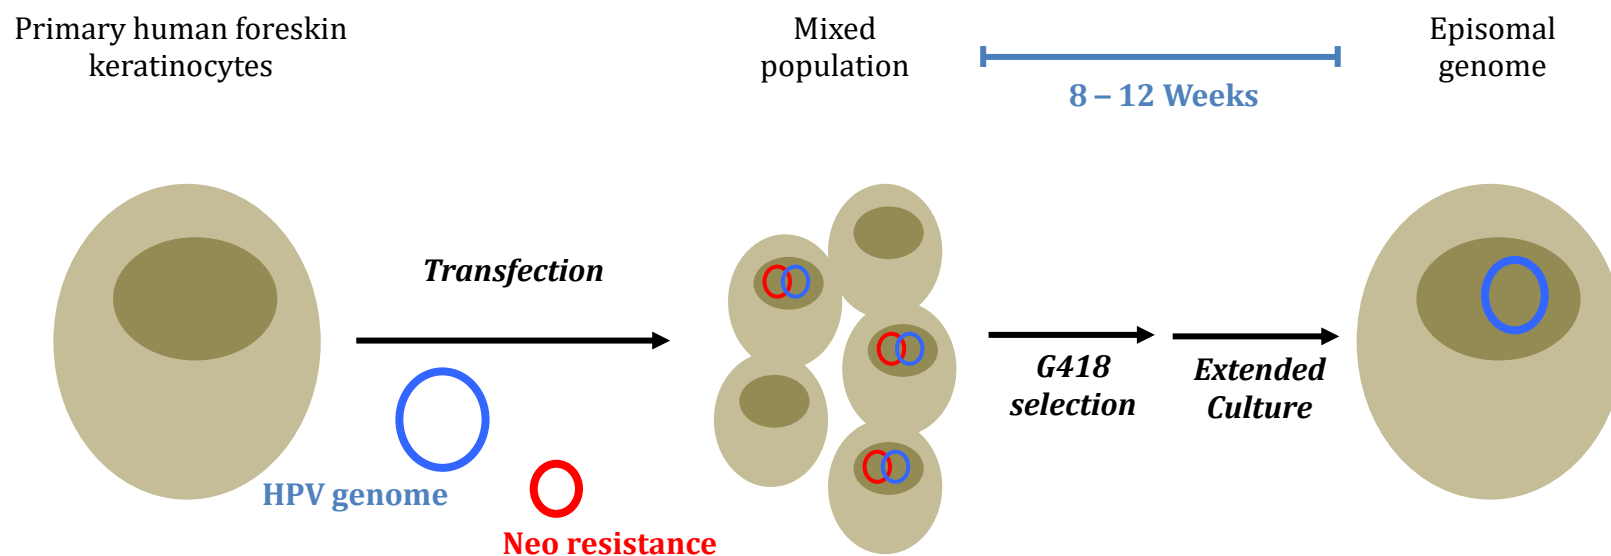 Primary human foreskin
keratinocytes
Mixed
population
8 – 12 Weeks
Episomal
genome
Transfection
HPV genome
Neo resistance
G418
selection
Extended
Culture